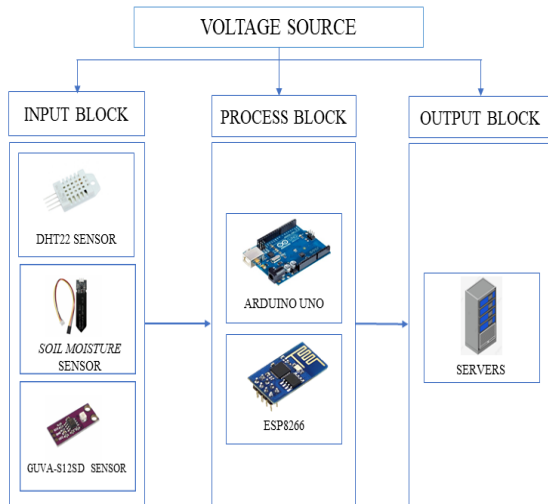 VOLTAGE SOURCE
INPUT BLOCK
PROCESS BLOCK
OUTPUT BLOCK
DHT22 SENSOR
SOIL MOISTURE
SENSOR
GUVA-S12SD SENSOR
ARDUINO UNO
ESP8266
SERVERS